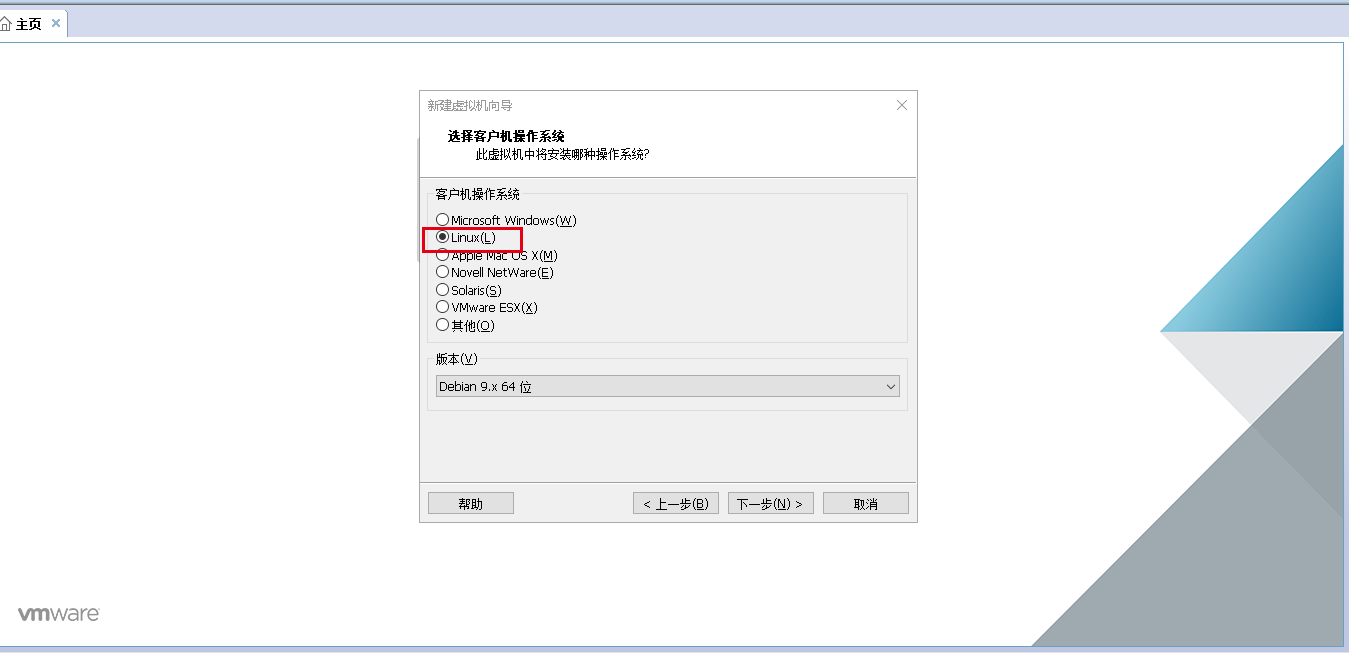 主页
新建虚拟机向导
选择客户机操作系统
此虚拟机中将安装哪种操作系统?
客户机操作系统
Microsoft Windows(W)
Linux(L)
Apple Mac OS X(M)
Novell NetWare(E)
Solaris(S)
VMware ESX(X)
其他(O)
版本(V)
Debian 9.x 64 位
帮助
< 上一步(B)
下一步(N) >
取消
vmware